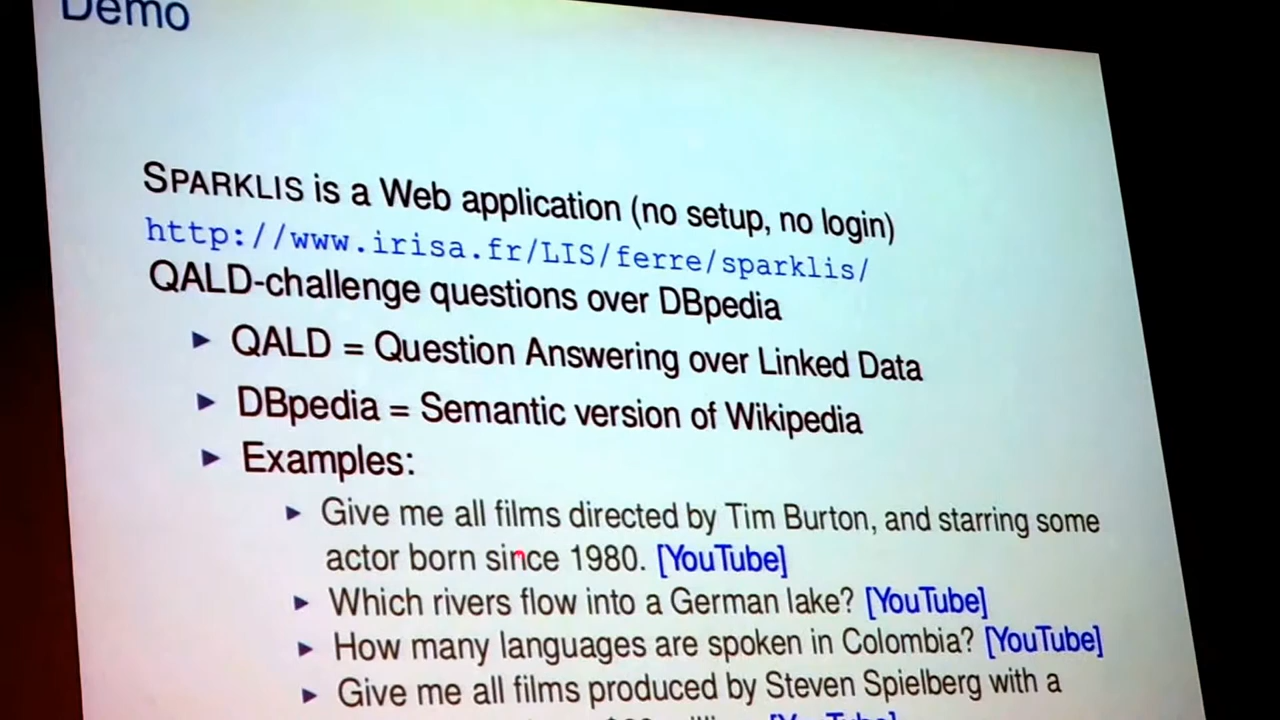 Demo
SPARKLIS is a Web application (no setup, no login)
http://www.irisa.fr/LIS/ferre/sparklis/
QALD-challenge questions over DBpedia
► QALD = Question Answering over Linked Data
► DBpedia = Semantic version of Wikipedia
► Examples:
► Give me all films directed by Tim Burton, and starring some
actor born since 1980. [YouTube]
► Which rivers flow into a German lake? [YouTube]
► How many languages are spoken in Colombia? [YouTube]
► Give me all films produced by Steven Spielberg with a
[YouTube]